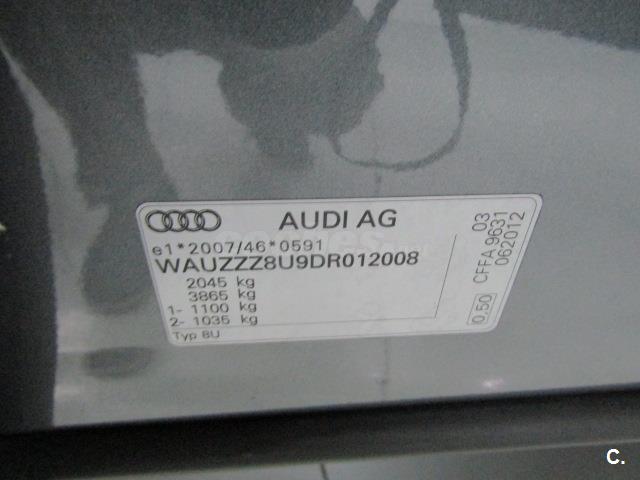 AUDI AG
e1*2007/46*0591
WAUZZZ8U9DR012008
2045 kg
3865 kg
1- 1100 kg
2- 1035 kg
Typ 8U
03
CFFA 9631
062012
0,50
C.